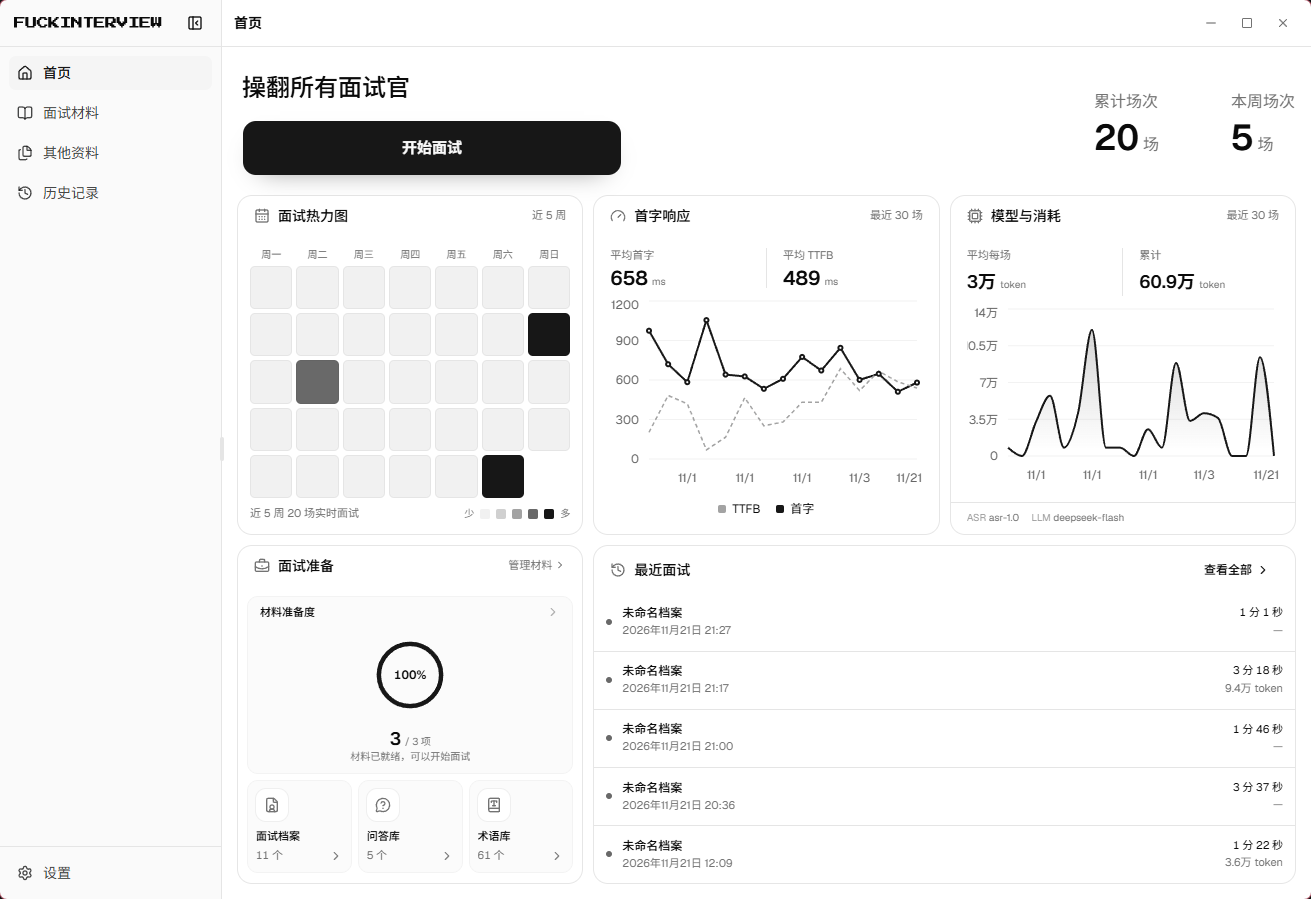 FUCKINTERVIEW
首页
首页
面试材料
其他资料
历史记录
设置
操翻所有面试官
开始面试
累计场次
20 场
本周场次
5 场
面试热力图
近 5 周
周一 周二 周三 周四 周五 周六 周日
近 5 周 20 场实时面试
少 多
首字响应
最近 30 场
平均首字
658 ms
平均 TTFB
489 ms
1200
900
600
300
0
11/1 11/1 11/1 11/3 11/21
TTFB 首字
模型与消耗
最近 30 场
平均每场
3万 token
累计
60.9万 token
14万
0.5万
7万
3.5万
0
11/1 11/1 11/1 11/3 11/21
ASR asr-1.0 LLM deepseek-flash
面试准备
管理材料
材料准备度
100%
3 / 3 项
材料已就绪，可以开始面试
面试档案
11 个
问答库
5 个
术语库
61 个
最近面试
查看全部
未命名档案
2026年11月21日 21:27
1 分 1 秒
—
未命名档案
2026年11月21日 21:17
3 分 18 秒
9.4万 token
未命名档案
2026年11月21日 21:00
1 分 46 秒
—
未命名档案
2026年11月21日 20:36
3 分 37 秒
—
未命名档案
2026年11月21日 12:09
1 分 22 秒
3.6万 token